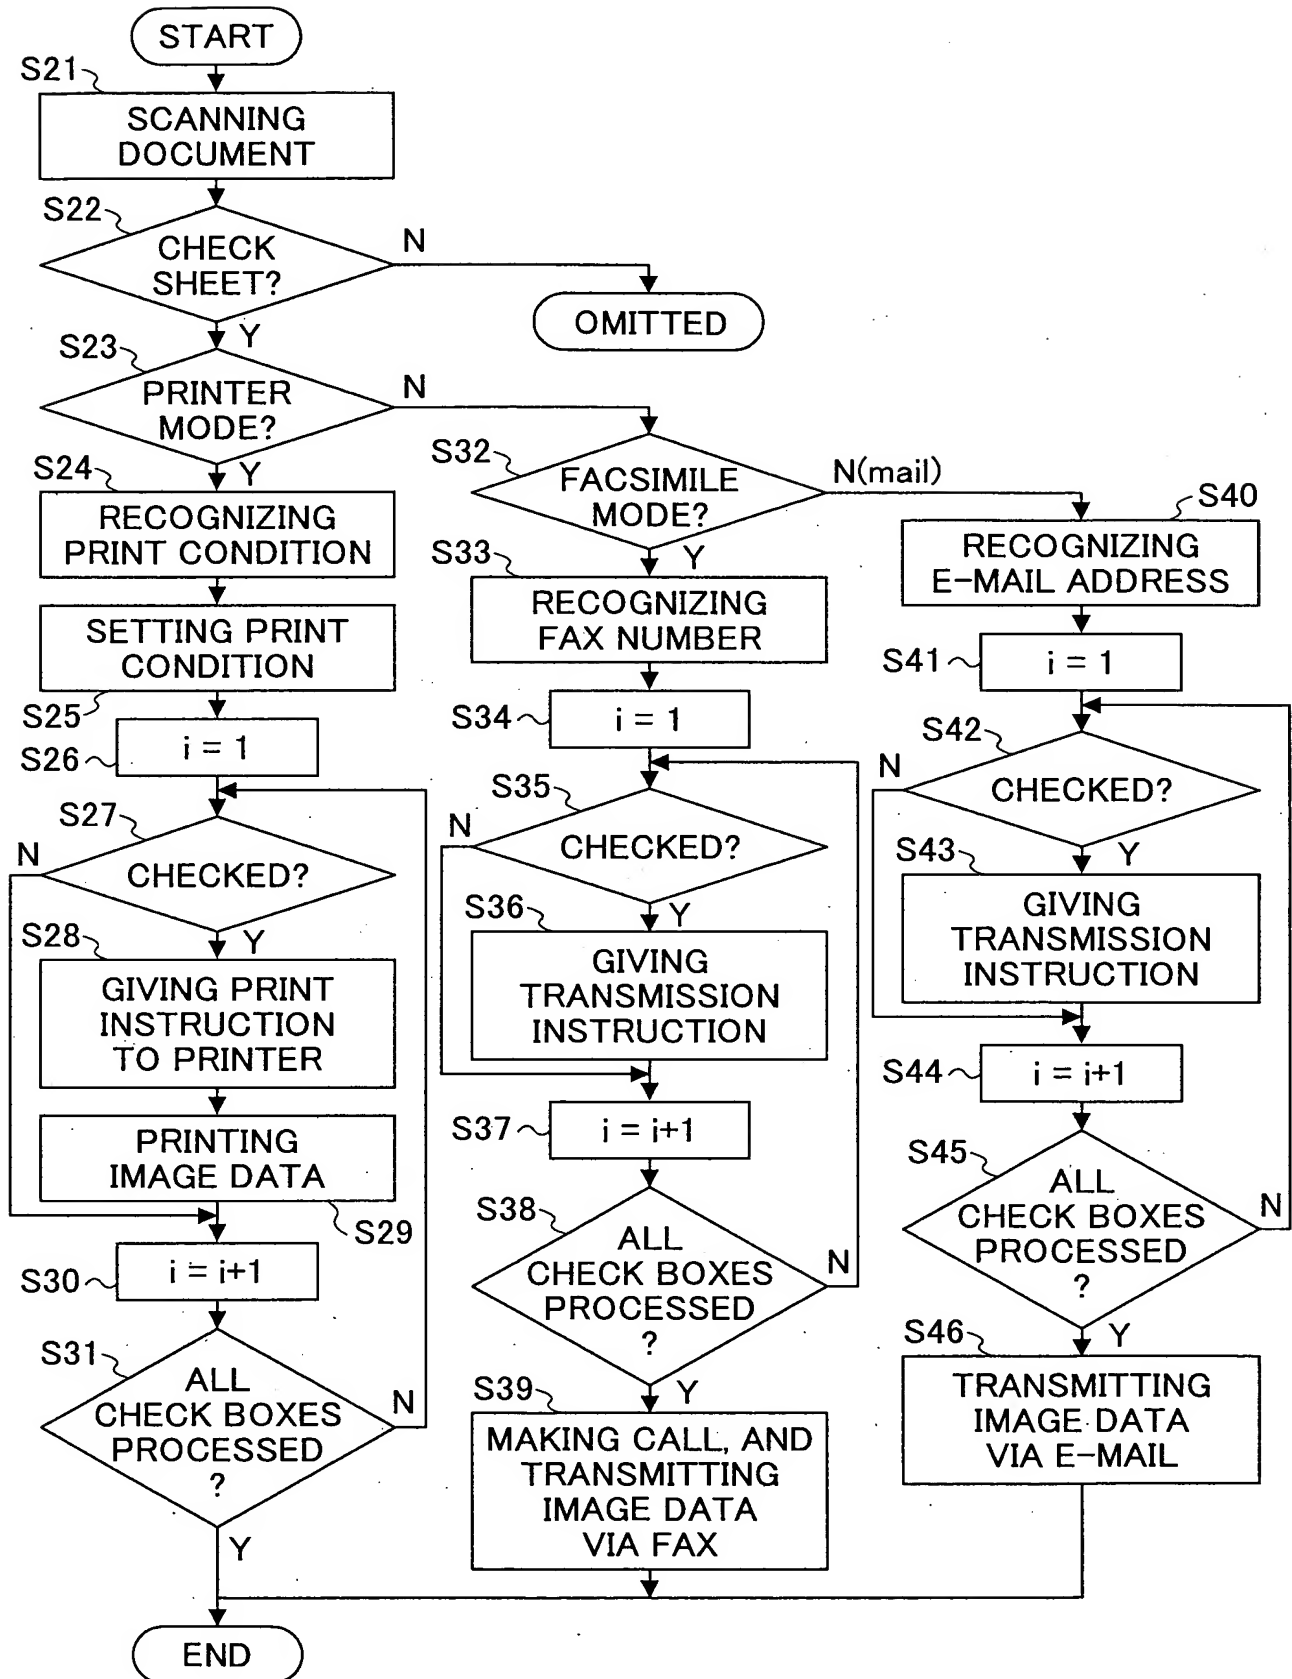 START
S21
SCANNING
DOCUMENT
S22
CHECK
SHEET?
N
OMITTED
Y
S23
PRINTER
MODE?
N
Y
S24
RECOGNIZING
PRINT CONDITION
SETTING PRINT
CONDITION
S25
S26
i = 1
S27
CHECKED?
N
Y
S28
GIVING PRINT
INSTRUCTION
TO PRINTER
PRINTING
IMAGE DATA
S29
S30
i = i+1
S31
ALL
CHECK BOXES
PROCESSED
?
N
Y
END
S32
FACSIMILE
MODE?
N(mail)
Y
S33
RECOGNIZING
FAX NUMBER
S34
i = 1
S35
CHECKED?
N
Y
S36
GIVING
TRANSMISSION
INSTRUCTION
S37
i = i+1
S38
ALL
CHECK BOXES
PROCESSED
?
N
Y
S39
MAKING CALL, AND
TRANSMITTING
IMAGE DATA
VIA FAX
S40
RECOGNIZING
E-MAIL ADDRESS
S41
i = 1
S42
CHECKED?
N
Y
S43
GIVING
TRANSMISSION
INSTRUCTION
S44
i = i+1
S45
ALL
CHECK BOXES
PROCESSED
?
N
Y
S46
TRANSMITTING
IMAGE DATA
VIA E-MAIL